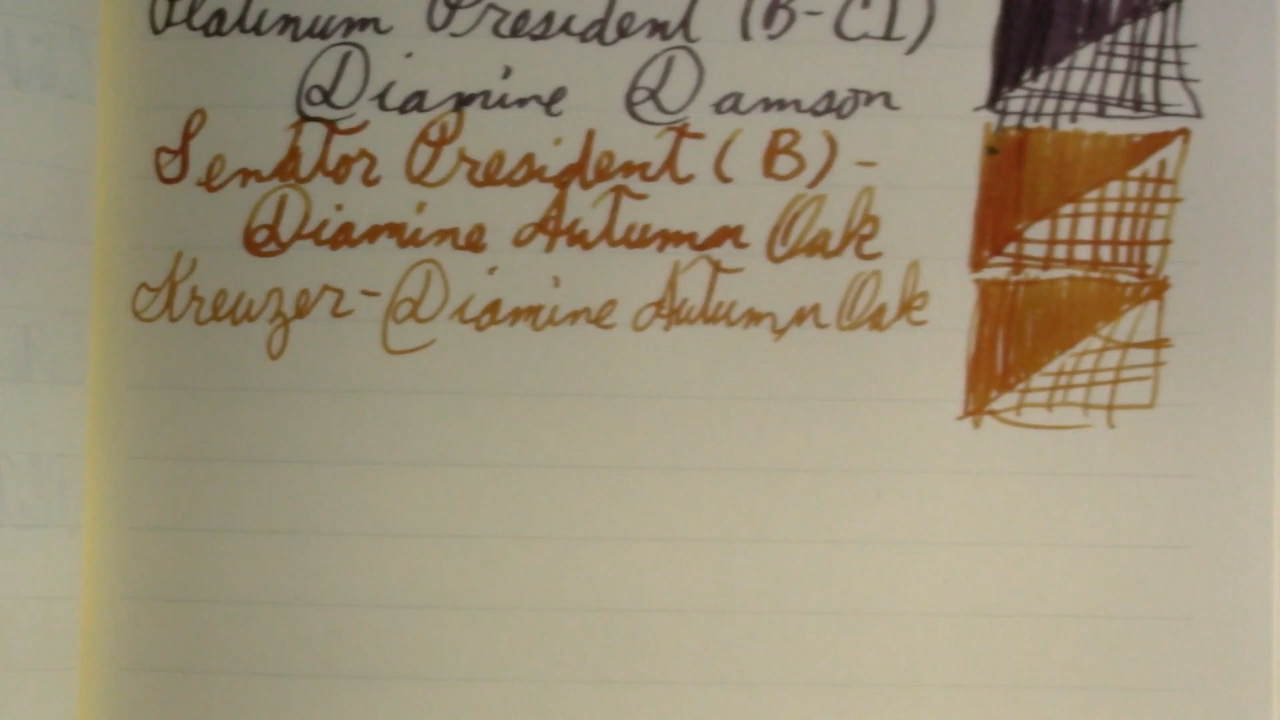 Platinum President (B-CI)
Diamine Damson
Senator President (B) -
Diamine Autumn Oak
Kreuzer - Diamine Autumn Oak